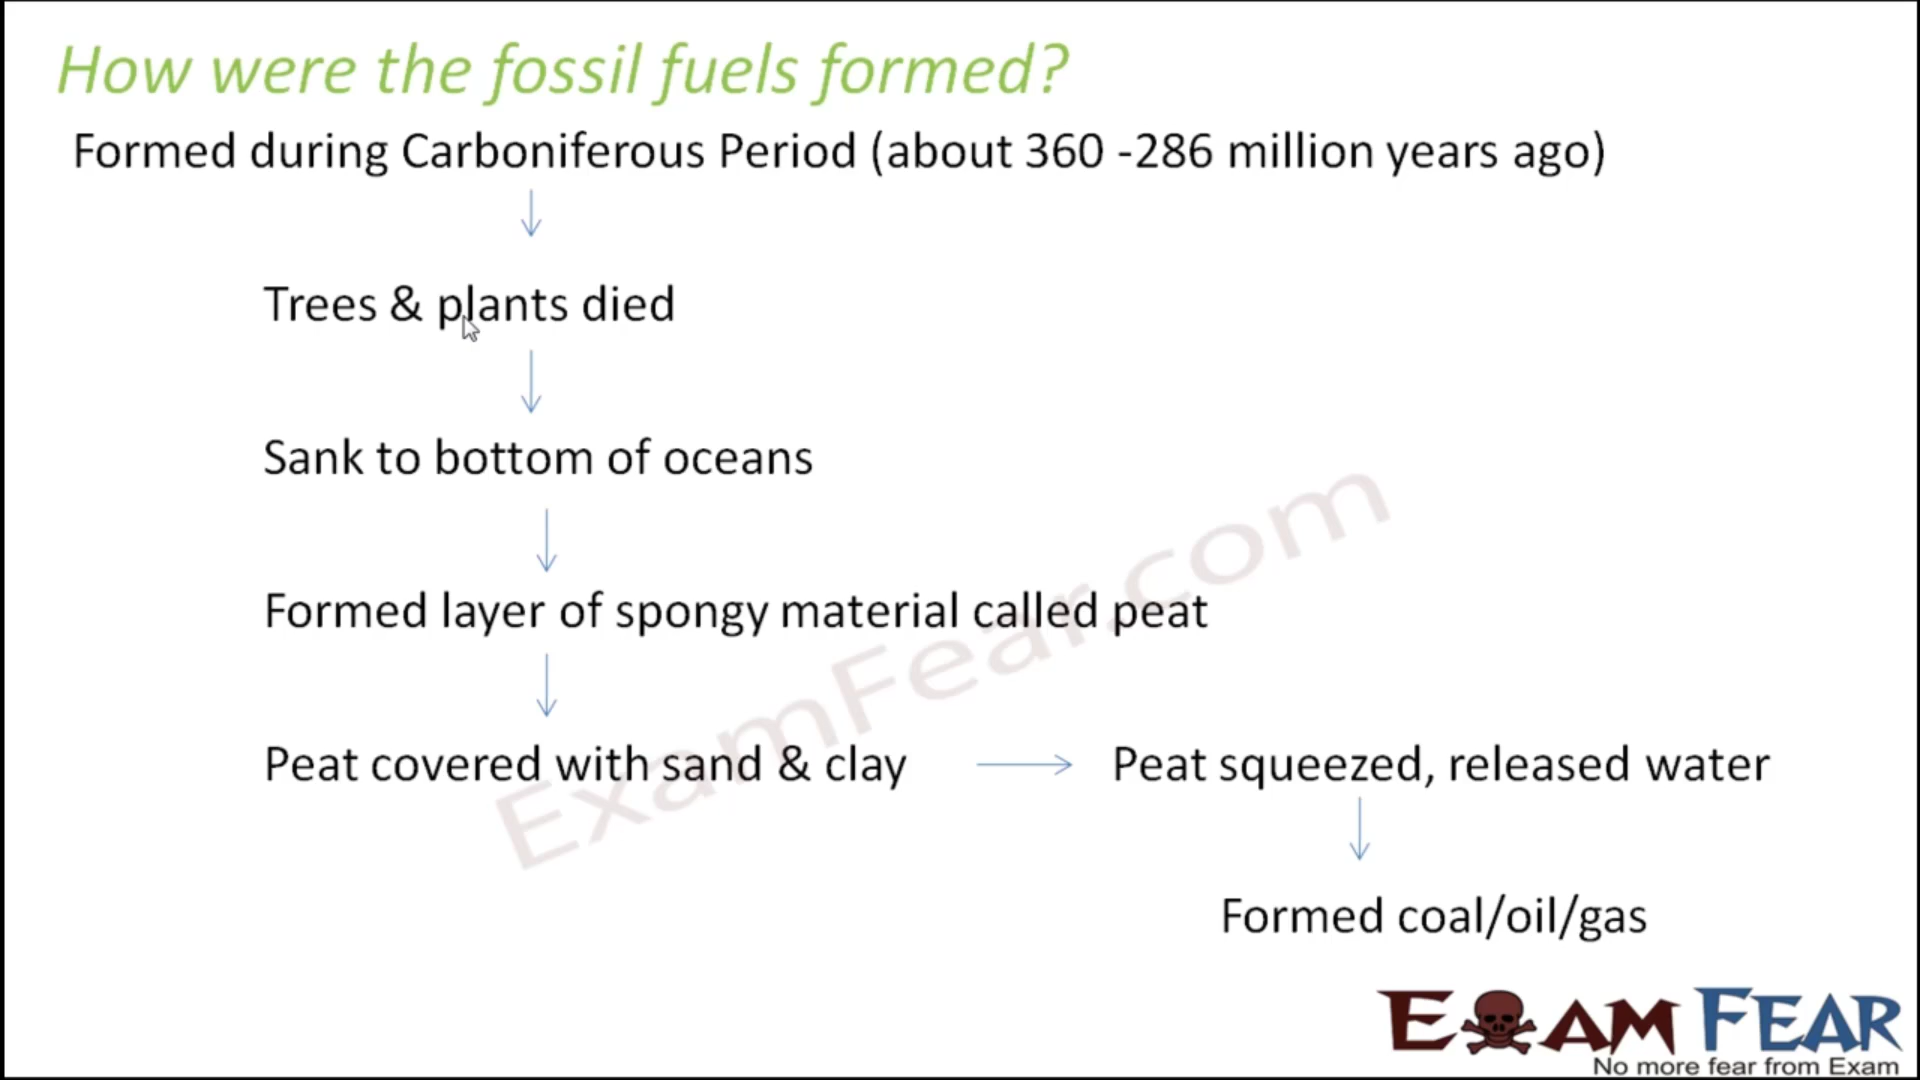 How were the fossil fuels formed?
Formed during Carboniferous Period (about 360 -286 million years ago)
Trees & plants died
Sank to bottom of oceans
Formed layer of spongy material called peat
Peat covered with sand & clay
Peat squeezed, released water
Formed coal/oil/gas
ExamFear.com
EXAM FEAR
No more fear from Exam